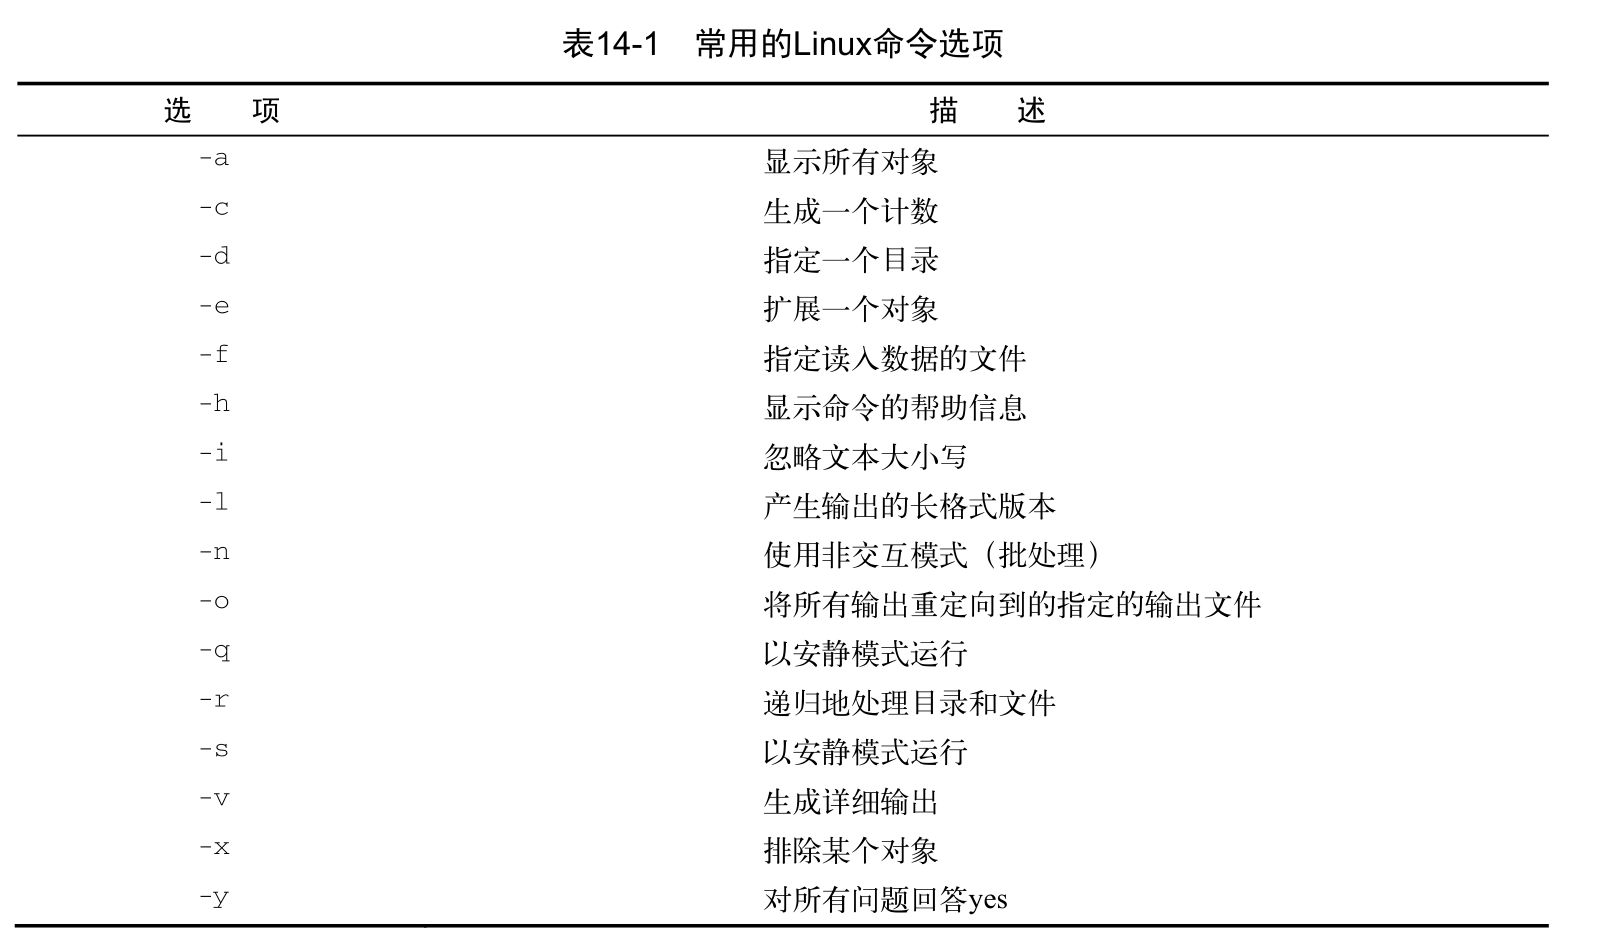 表14-1 常用的Linux命令选项
选 项 描 述
-a 显示所有对象
-c 生成一个计数
-d 指定一个目录
-e 扩展一个对象
-f 指定读入数据的文件
-h 显示命令的帮助信息
-i 忽略文本大小写
-l 产生输出的长格式版本
-n 使用非交互模式（批处理）
-o 将所有输出重定向到的指定的输出文件
-q 以安静模式运行
-r 递归地处理目录和文件
-s 以安静模式运行
-v 生成详细输出
-x 排除某个对象
-y 对所有问题回答yes